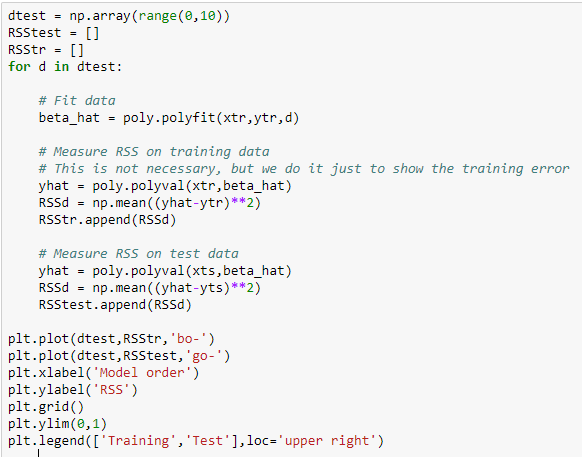 dtest = np.array(range(0,10))
RSStest = []
RSStr = []
for d in dtest:
    # Fit data
    beta_hat = poly.polyfit(xtr,ytr,d)
    # Measure RSS on training data
    # This is not necessary, but we do it just to show the training error
    yhat = poly.polyval(xtr,beta_hat)
    RSSd = np.mean((yhat-ytr)**2)
    RSStr.append(RSSd)
    # Measure RSS on test data
    yhat = poly.polyval(xts,beta_hat)
    RSSd = np.mean((yhat-yts)**2)
    RSStest.append(RSSd)
plt.plot(dtest,RSStr,'bo-')
plt.plot(dtest,RSStest,'go-')
plt.xlabel('Model order')
plt.ylabel('RSS')
plt.grid()
plt.ylim(0,1)
plt.legend(['Training','Test'],loc='upper right')